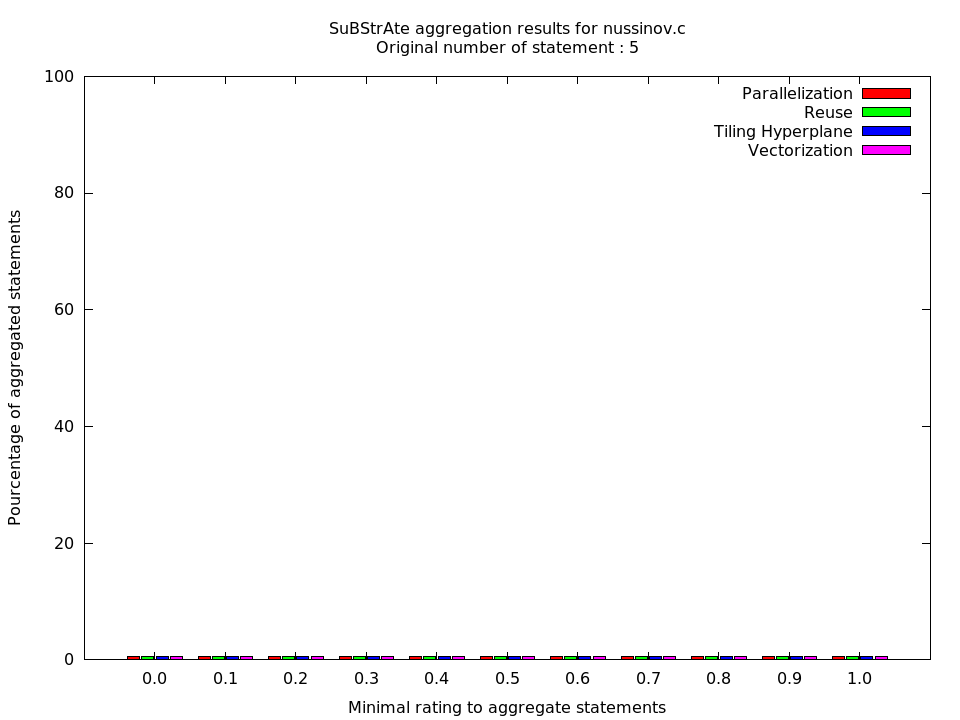 SuBStrAte aggregation results for nussinov.c
Original number of statement : 5
Parallelization
Reuse
Tiling Hyperplane
Vectorization
Pourcentage of aggregated statements
100
80
60
40
20
0
0.0 0.1 0.2 0.3 0.4 0.5 0.6 0.7 0.8 0.9 1.0
Minimal rating to aggregate statements